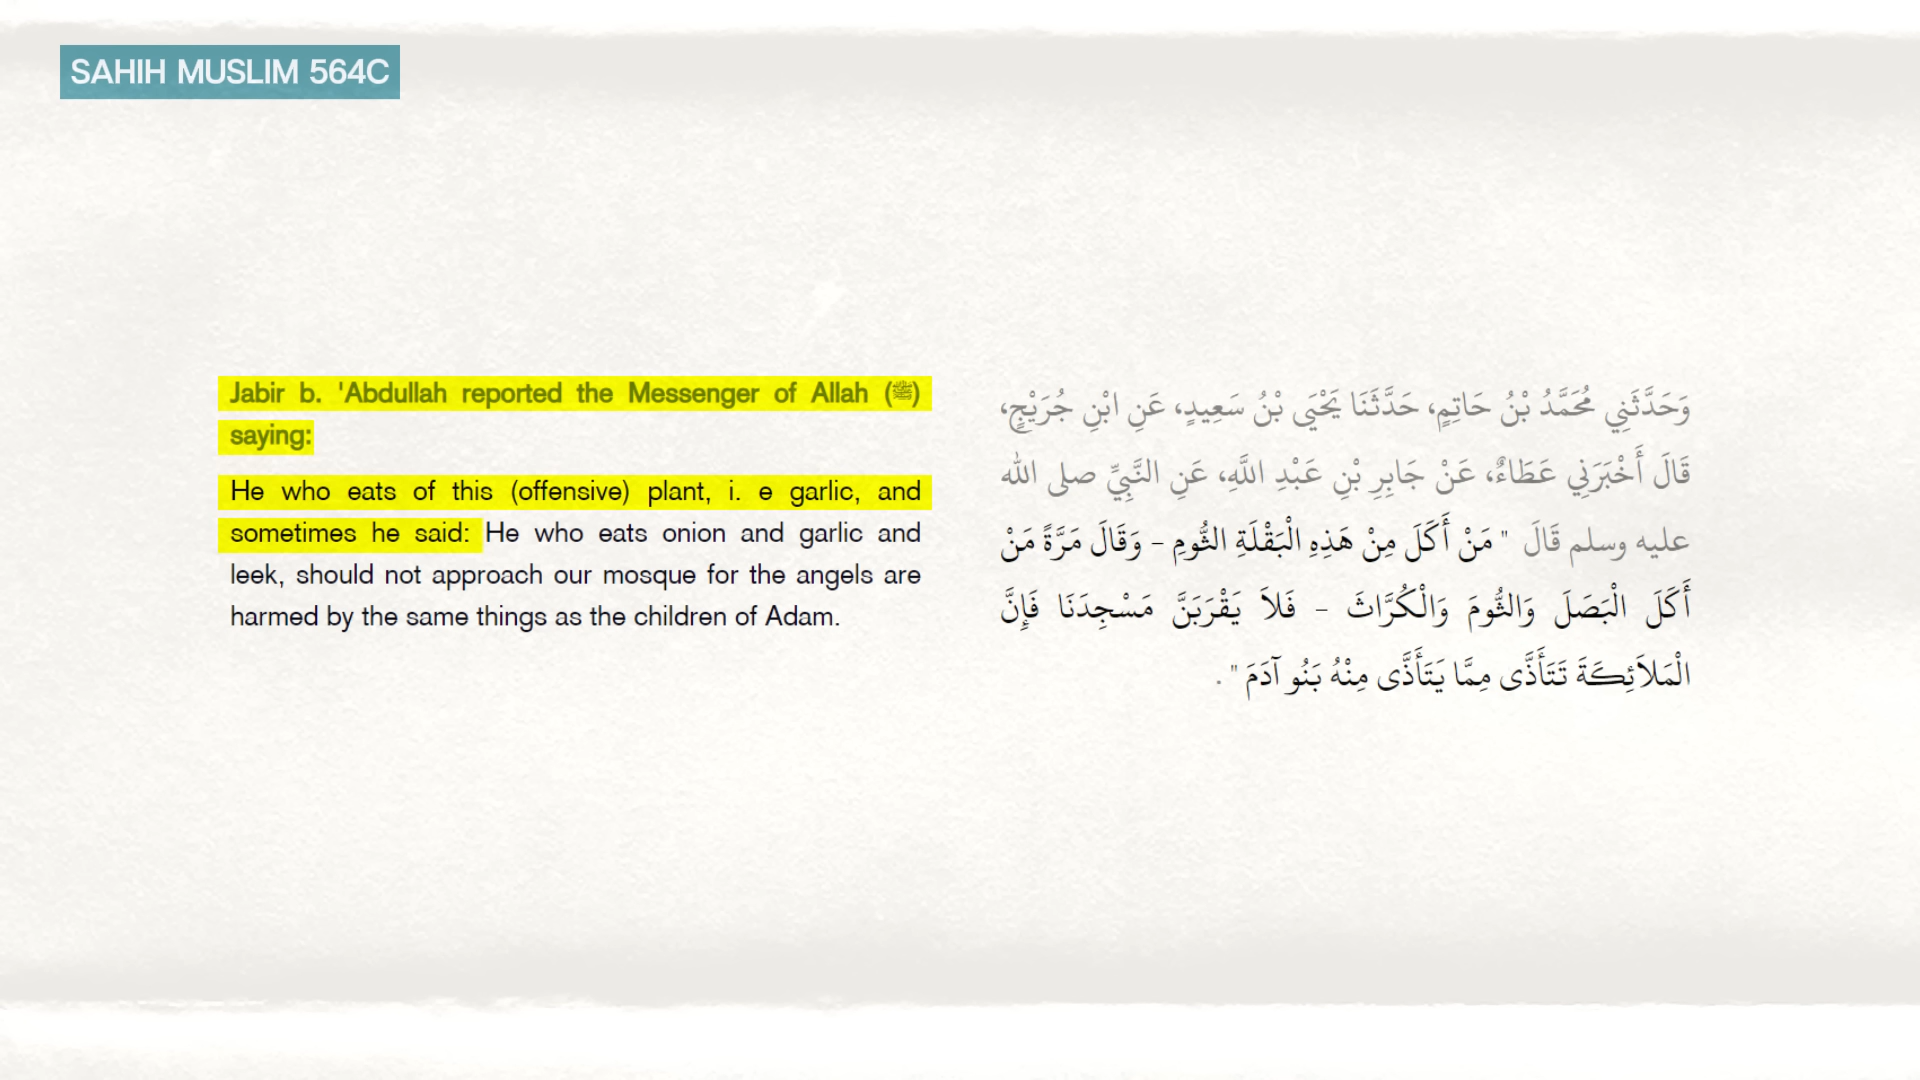 SAHIH MUSLIM 564C
Jabir b. 'Abdullah reported the Messenger of Allah (ﷺ)
saying:
He who eats of this (offensive) plant, i. e garlic, and
sometimes he said: He who eats onion and garlic and
leek, should not approach our mosque for the angels are
harmed by the same things as the children of Adam.
وَحَدَّثَنِي مُحَمَّدُ بْنُ حَاتِمٍ، حَدَّثَنَا يَحْيَى بْنُ سَعِيدٍ، عَنِ ابْنِ جُرَيْجٍ،
قَالَ أَخْبَرَنِي عَطَاءٌ، عَنْ جَابِرِ بْنِ عَبْدِ اللَّهِ، عَنِ النَّبِيِّ صلى الله
عليه وسلم قَالَ " مَنْ أَكَلَ مِنْ هَذِهِ الْبَقْلَةِ الثُّومِ - وَقَالَ مَرَّةً مَنْ
أَكَلَ الْبَصَلَ وَالثُّومَ وَالْكُرَّاثَ - فَلاَ يَقْرَبَنَّ مَسْجِدَنَا فَإِنَّ
الْمَلاَئِكَةَ تَتَأَذَّى مِمَّا يَتَأَذَّى مِنْهُ بَنُو آدَمَ " .